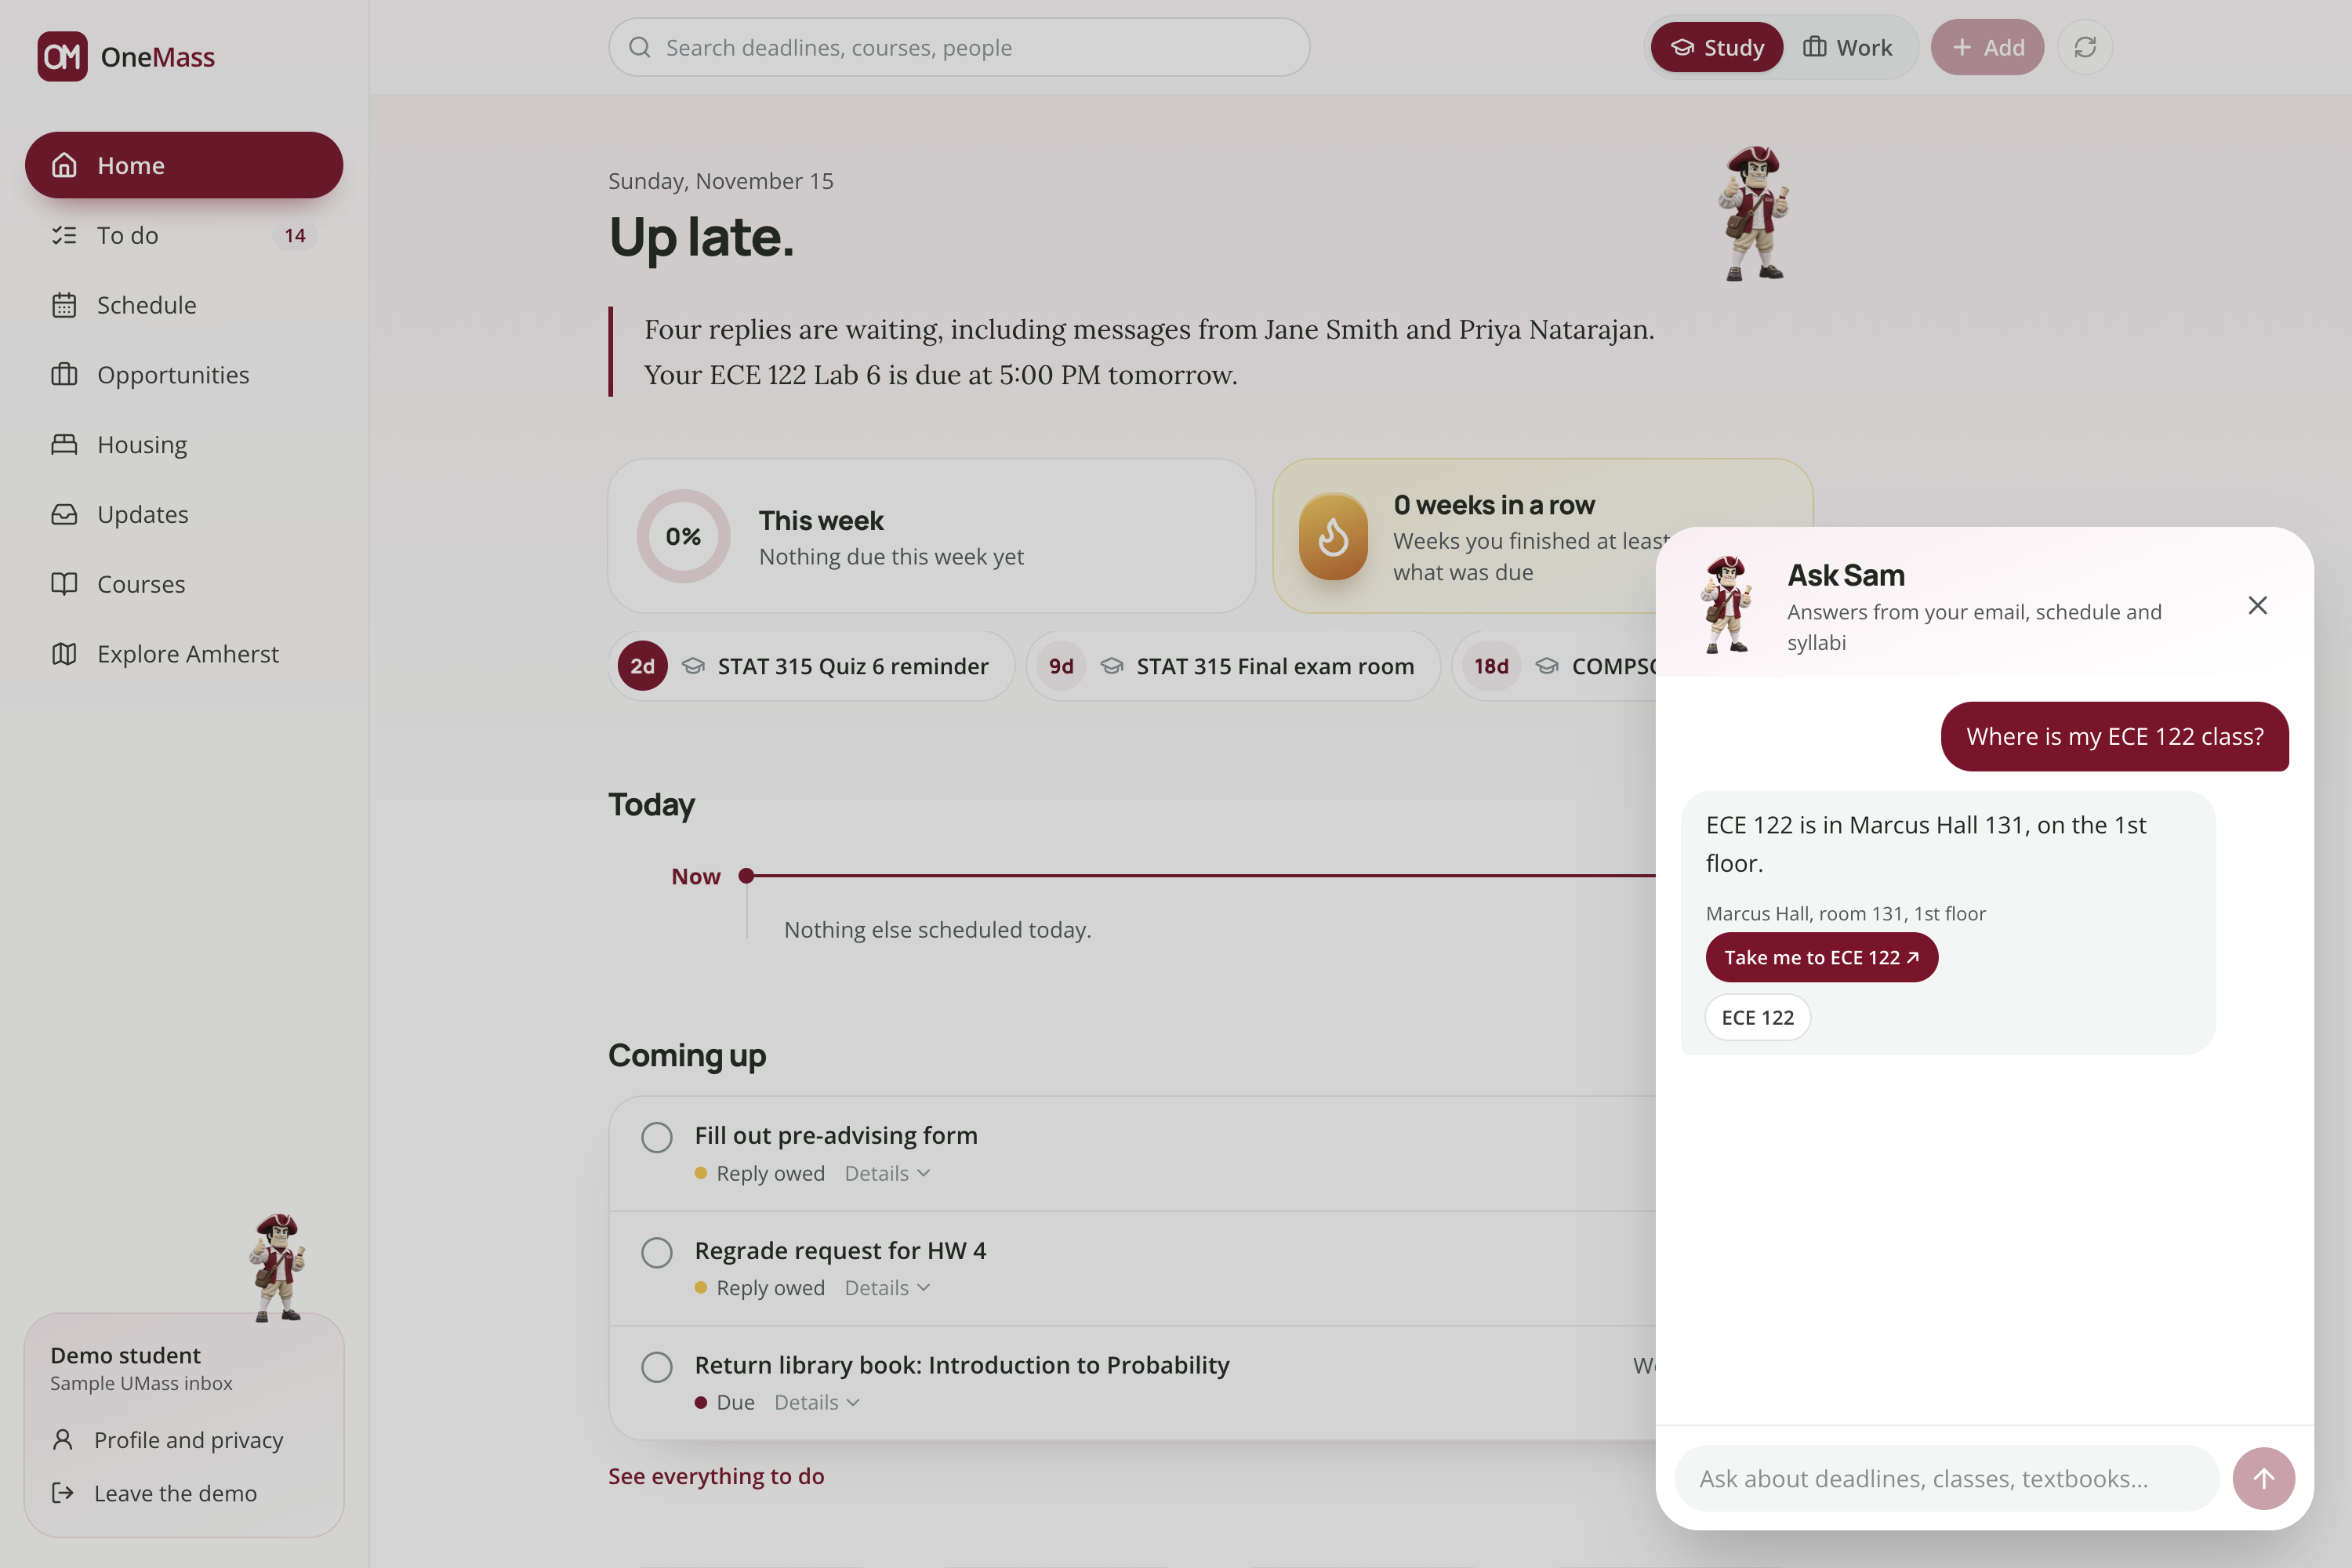 OM OneMass
Search deadlines, courses, people
Study
Work
Add
Home
To do
14
Schedule
Opportunities
Housing
Updates
Courses
Explore Amherst
Sunday, November 15
Up late.
Four replies are waiting, including messages from Jane Smith and Priya Natarajan.
Your ECE 122 Lab 6 is due at 5:00 PM tomorrow.
0%
This week
Nothing due this week yet
0 weeks in a row
Weeks you finished at least
what was due
2d
STAT 315 Quiz 6 reminder
9d
STAT 315 Final exam room
18d
Today
Now
Nothing else scheduled today.
Coming up
Fill out pre-advising form
Reply owed
Details
Regrade request for HW 4
Reply owed
Details
Return library book: Introduction to Probability
Due
Details
See everything to do
Demo student
Sample UMass inbox
Profile and privacy
Leave the demo
Ask Sam
Answers from your email, schedule and
syllabi
Where is my ECE 122 class?
ECE 122 is in Marcus Hall 131, on the 1st
floor.
Marcus Hall, room 131, 1st floor
Take me to ECE 122
ECE 122
Ask about deadlines, classes, textbooks...